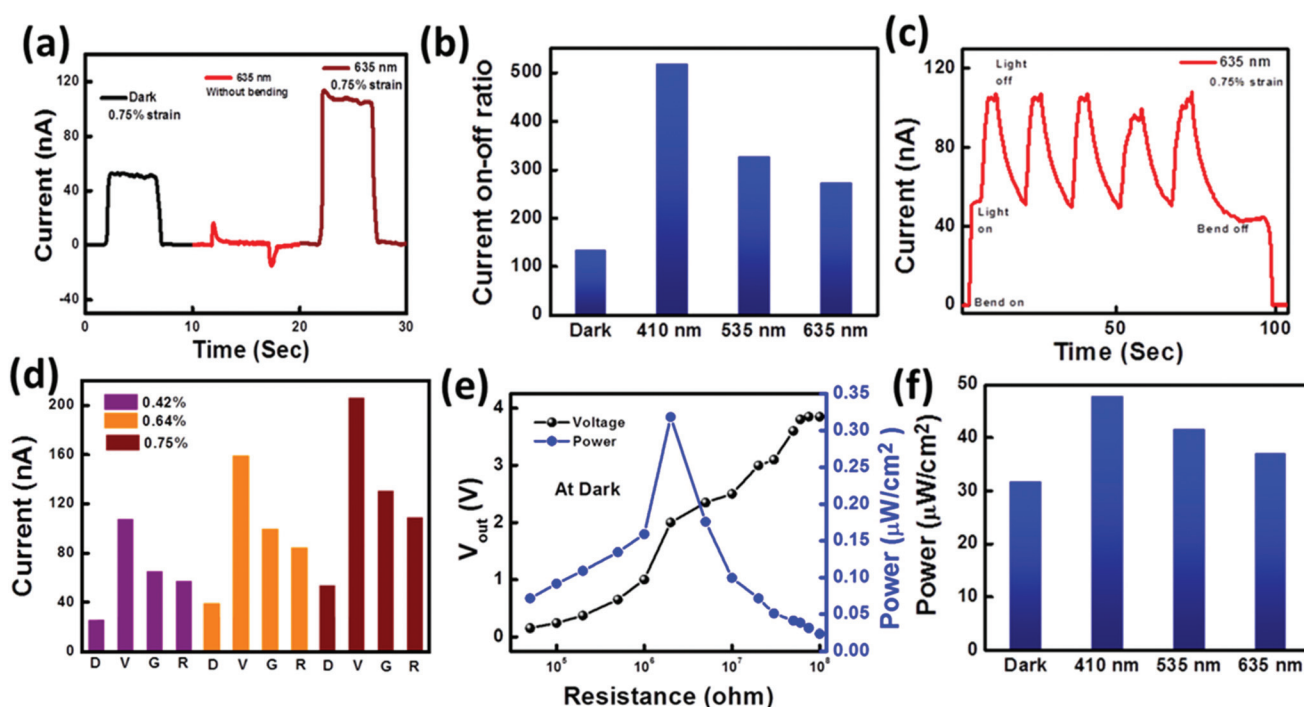 (a)
120
80
40
0
-40
Current (nA)
Dark
0.75% strain
635 nm
Without bending
635 nm
0.75% strain
0 10 20 30
Time (Sec)
(b)
500
400
300
200
100
0
Current on-off ratio
Dark 410 nm 535 nm 635 nm
(c)
120
60
0
Current (nA)
Light
off
635 nm
0.75% strain
Light
on
Bend on
Bend off
50 100
Time (Sec)
(d)
200
160
120
80
40
0
Current (nA)
0.42%
0.64%
0.75%
D V G R D V G R D V G R
(e)
4
3
2
1
0
Vout (V)
Voltage
Power
At Dark
0.35
0.30
0.25
0.20
0.15
0.10
0.05
0.00
Power (μW/cm2)
10⁵ 10⁶ 10⁷ 10⁸
Resistance (ohm)
(f)
50
40
30
20
10
0
Power (μW/cm2)
Dark 410 nm 535 nm 635 nm